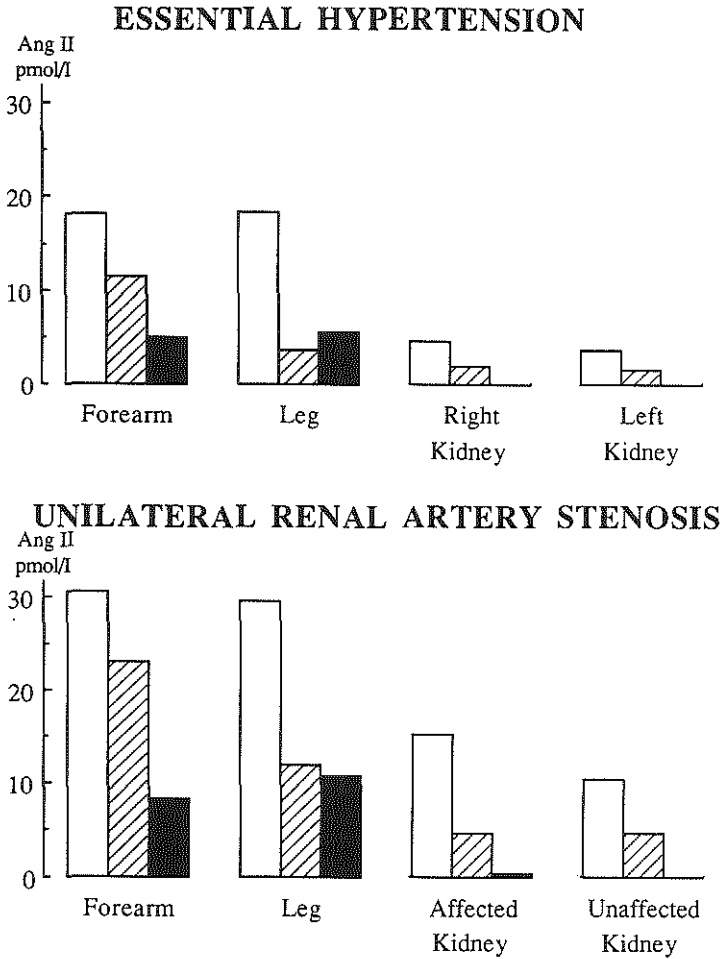 ESSENTIAL HYPERTENSION
Ang II
pmol/l
30
20
10
0
Forearm Leg Right Left
Kidney Kidney
UNILATERAL RENAL ARTERY STENOSIS
Ang II
pmol/l
30
20
10
0
Forearm Leg Affected Unaffected
Kidney Kidney